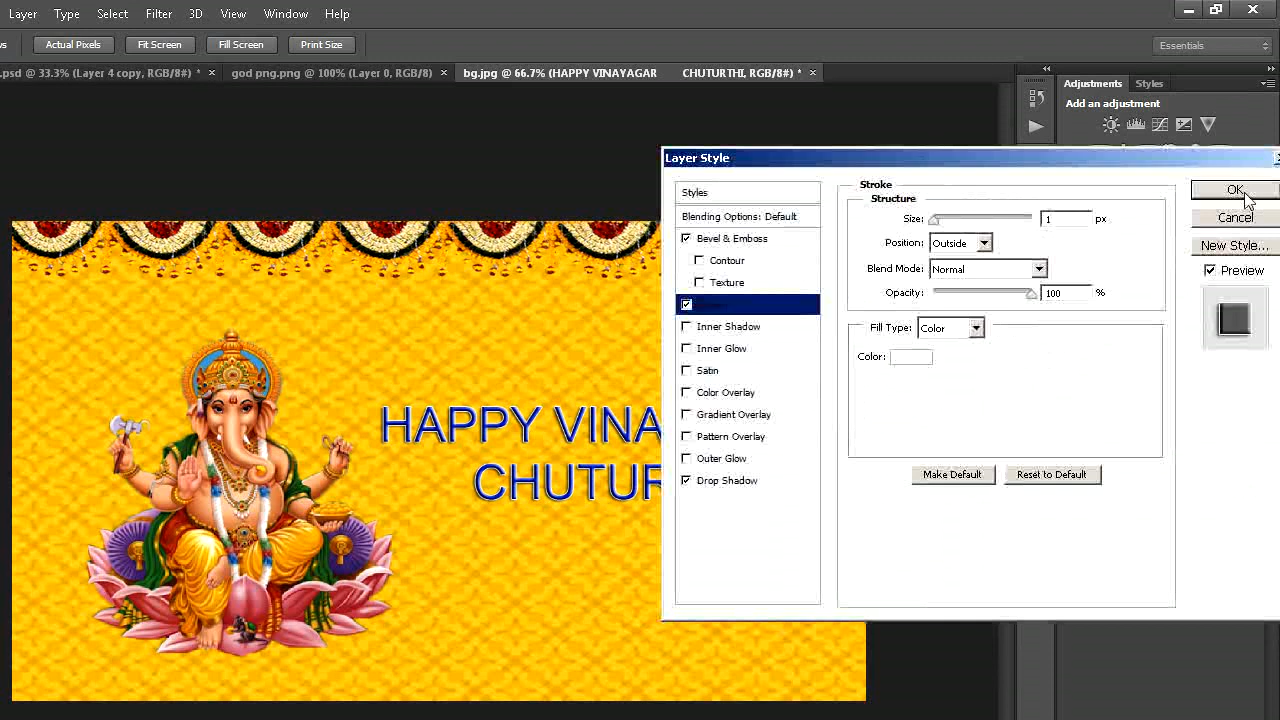 Layer Type Select Filter 3D View Window Help
Actual Pixels Fit Screen Fill Screen Print Size Essentials
.psd @ 33.3% (Layer 4 copy, RGB/8#) * × god png.png @ 100% (Layer 0, RGB/8) × bg.jpg @ 66.7% (HAPPY VINAYAGAR CHUTURTHI, RGB/8#) * ×
Adjustments Styles
Add an adjustment
Layer Style
Styles
Blending Options: Default
Bevel & Emboss
Contour
Texture
Inner Shadow
Inner Glow
Satin
Color Overlay
Gradient Overlay
Pattern Overlay
Outer Glow
Drop Shadow
Stroke
Structure
Size: 1 px
Position: Outside
Blend Mode: Normal
Opacity: 100 %
Fill Type: Color
Color:
Make Default Reset to Default
OK
Cancel
New Style...
Preview
HAPPY VINA
CHUTUR